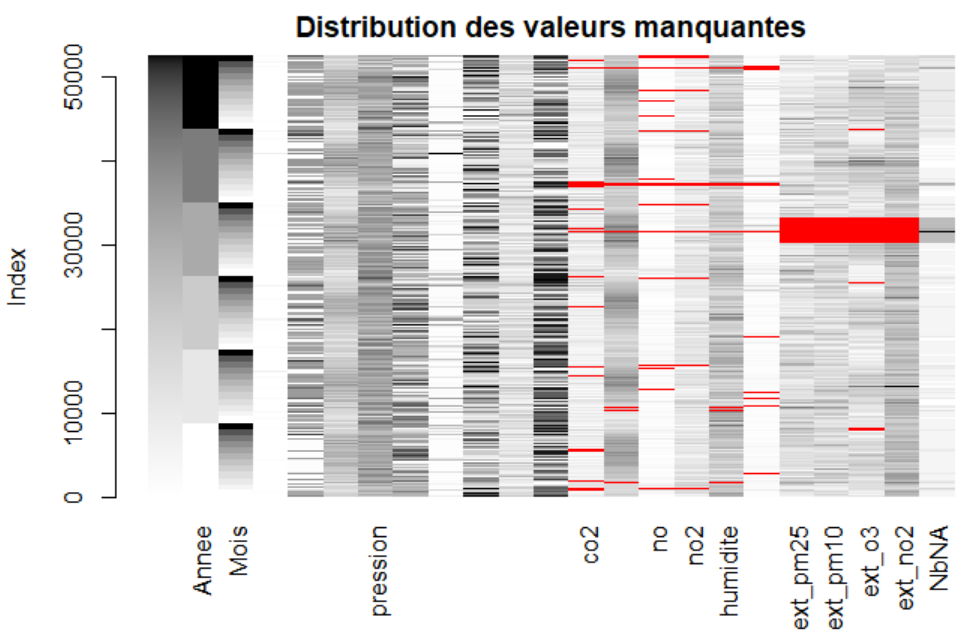 Distribution des valeurs manquantes
Index
50000
30000
10000
0
Annee
Mois
pression
co2
no
no2
humidite
ext_pm25
ext_pm10
ext_o3
ext_no2
NbNA